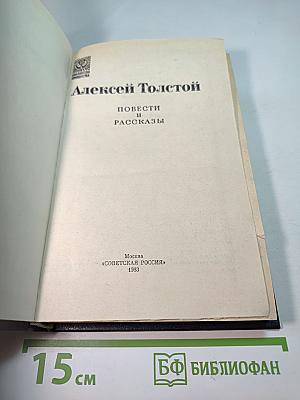 Алексей Толстой
ПОВЕСТИ
И
РАССКАЗЫ
Москва
«СОВЕТСКАЯ РОССИЯ»
1983
15 см
БФ БИБЛИОФАН